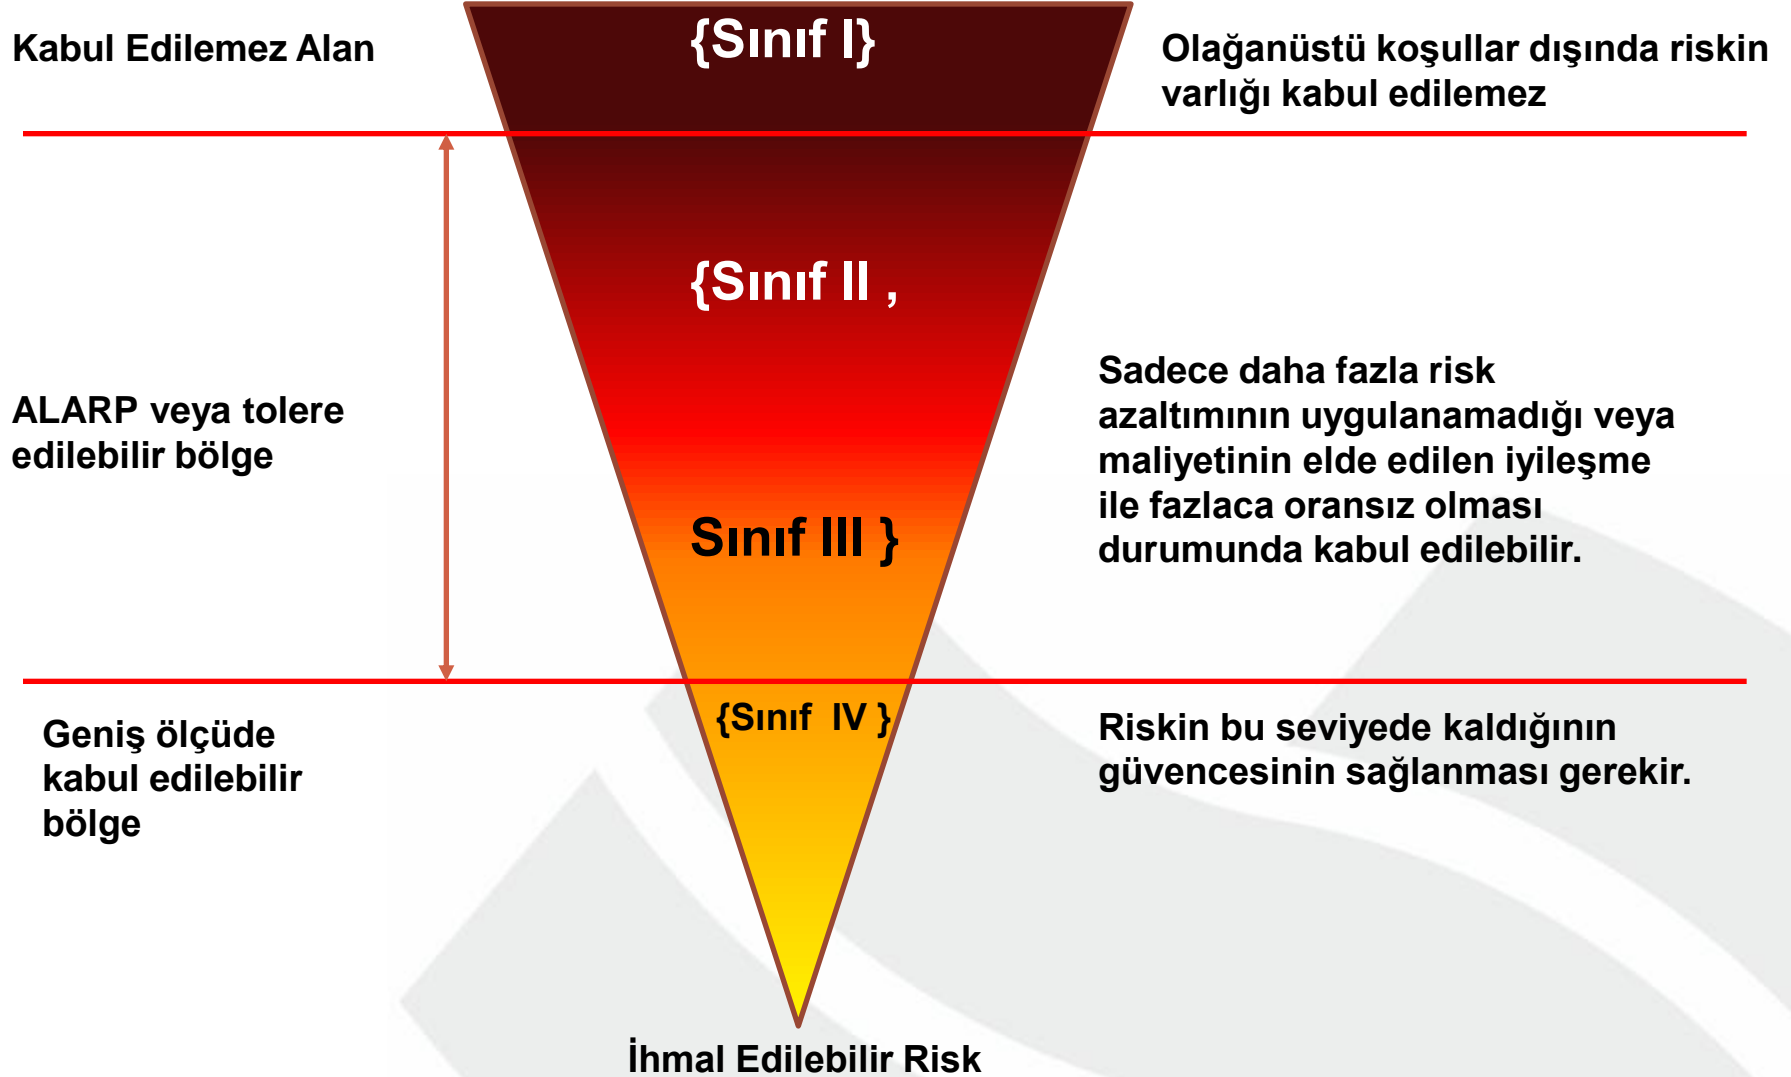 Kabul Edilemez Alan
{Sınıf I}
Olağanüstü koşullar dışında riskin
varlığı kabul edilemez
{Sınıf II ,
ALARP veya tolere
edilebilir bölge
Sadece daha fazla risk
azaltımının uygulanamadığı veya
maliyetinin elde edilen iyileşme
ile fazlaca oransız olması
durumunda kabul edilebilir.
Sınıf III }
{Sınıf IV }
Geniş ölçüde
kabul edilebilir
bölge
Riskin bu seviyede kaldığının
güvencesinin sağlanması gerekir.
İhmal Edilebilir Risk